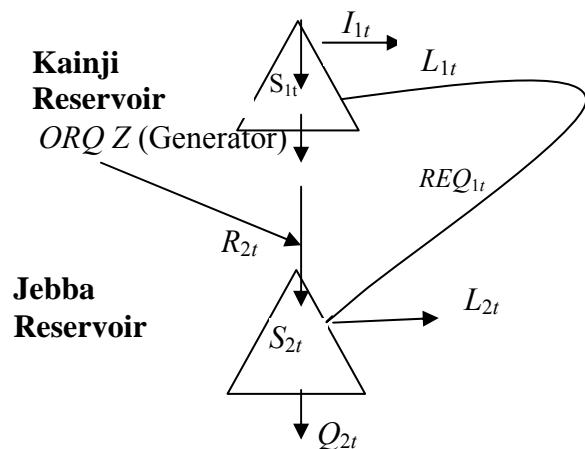 I1t
Kainji
Reservoir
S1t
L1t
ORQ Z (Generator)
REQ1t
R2t
Jebba
Reservoir
S2t
L2t
Q2t